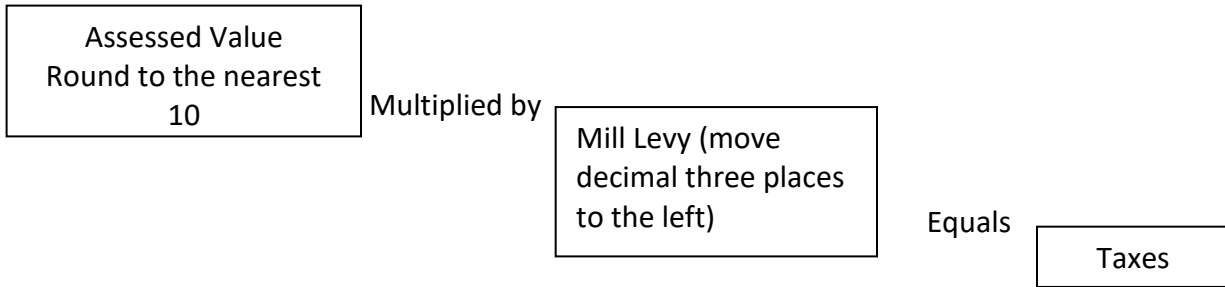 Assessed Value
Round to the nearest
10
Multiplied by
Mill Levy (move
decimal three places
to the left)
Equals
Taxes